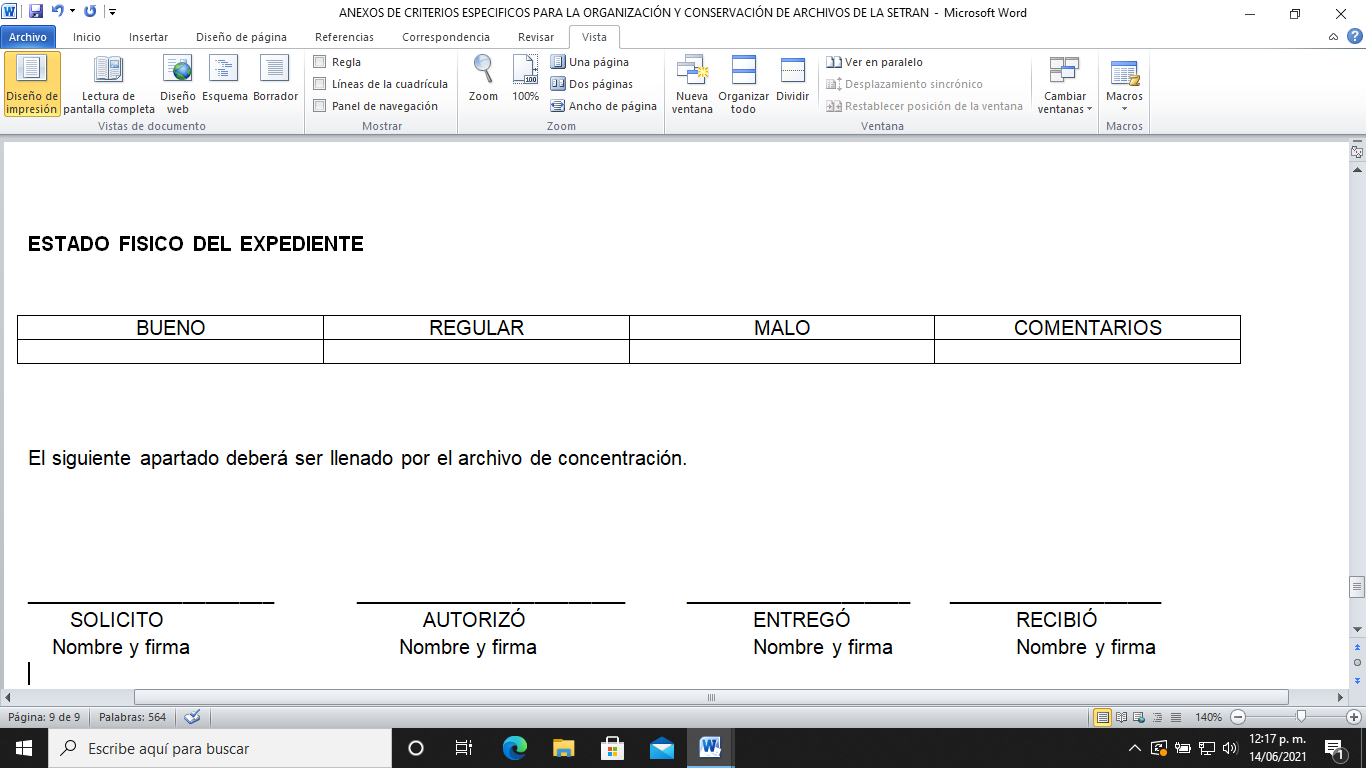 ANEXOS DE CRITERIOS ESPECIFICOS PARA LA ORGANIZACIÓN Y CONSERVACIÓN DE ARCHIVOS DE LA SETRAN - Microsoft Word
Archivo Inicio Insertar Diseño de página Referencias Correspondencia Revisar Vista
Diseño de impresión
Lectura de pantalla completa
Diseño web
Esquema
Borrador
Vistas de documento
Regla
Líneas de la cuadrícula
Panel de navegación
Mostrar
Zoom
100
100%
Una página
Dos páginas
Ancho de página
Zoom
Nueva ventana
Organizar todo
Dividir
Ver en paralelo
Desplazamiento sincrónico
Restablecer posición de la ventana
Ventana
Cambiar ventanas
Macros
Macros
ESTADO FISICO DEL EXPEDIENTE
BUENO REGULAR MALO COMENTARIOS
El siguiente apartado deberá ser llenado por el archivo de concentración.
SOLICITO AUTORIZÓ ENTREGÓ RECIBIÓ
Nombre y firma Nombre y firma Nombre y firma Nombre y firma
Página: 9 de 9 Palabras: 564 140%
Escribe aquí para buscar
12:17 p. m.
14/06/2021
1